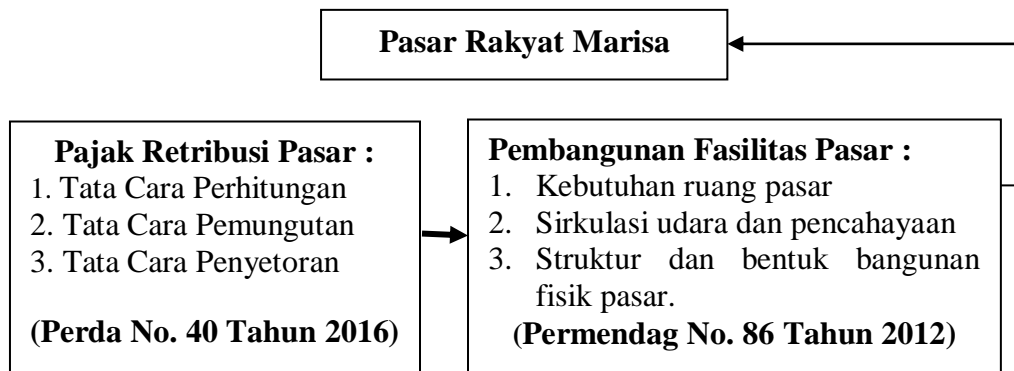 Pasar Rakyat Marisa
Pajak Retribusi Pasar :
1. Tata Cara Perhitungan
2. Tata Cara Pemungutan
3. Tata Cara Penyetoran
(Perda No. 40 Tahun 2016)
Pembangunan Fasilitas Pasar :
1. Kebutuhan ruang pasar
2. Sirkulasi udara dan pencahayaan
3. Struktur dan bentuk bangunan
fisik pasar.
(Permendag No. 86 Tahun 2012)